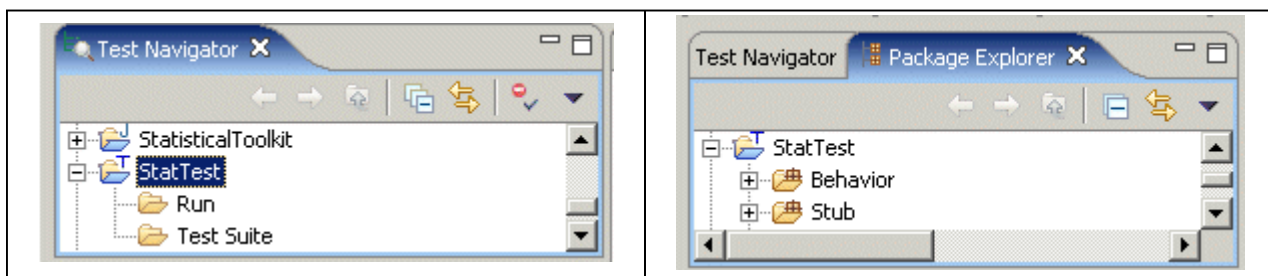 Test Navigator
StatisticalToolkit
StatTest
Run
Test Suite
Test Navigator Package Explorer
StatTest
Behavior
Stub